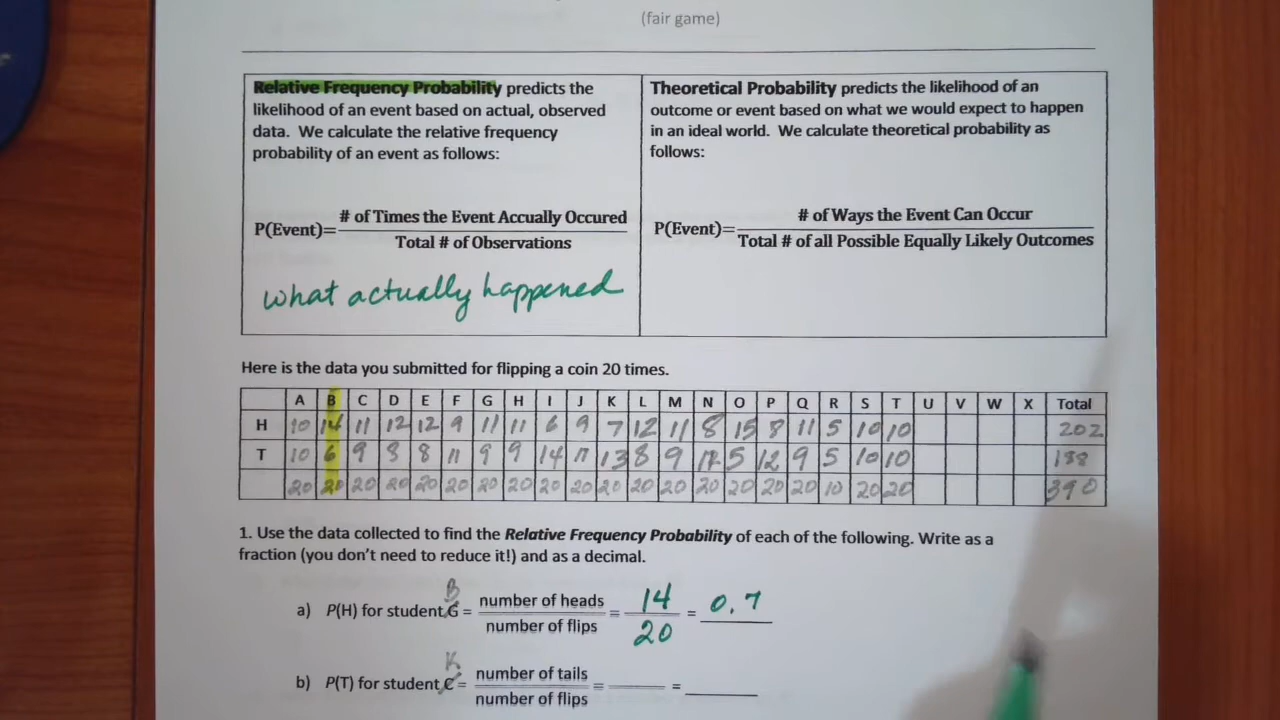 (fair game)
Relative Frequency Probability predicts the
likelihood of an event based on actual, observed
data. We calculate the relative frequency
probability of an event as follows:
P(Event)= # of Times the Event Accually Occured
Total # of Observations
what actually happened
Theoretical Probability predicts the likelihood of an
outcome or event based on what we would expect to happen
in an ideal world. We calculate theoretical probability as
follows:
P(Event)= # of Ways the Event Can Occur
Total # of all Possible Equally Likely Outcomes
Here is the data you submitted for flipping a coin 20 times.
A B C D E F G H I J K L M N O P Q R S T U V W X Total
H 10 14 11 12 12 9 11 11 6 9 7 12 11 8 15 8 11 5 10 10 202
T 10 6 9 8 8 11 9 9 14 11 13 8 9 5 12 9 5 10 10 188
20 20 20 20 20 20 20 20 20 20 20 20 20 20 20 20 20 10 20 20 390
1. Use the data collected to find the Relative Frequency Probability of each of the following. Write as a
fraction (you don't need to reduce it!) and as a decimal.
B
a) P(H) for student G = number of heads = 14 = 0.7
number of flips 20
K
b) P(T) for student C = number of tails = =
number of flips